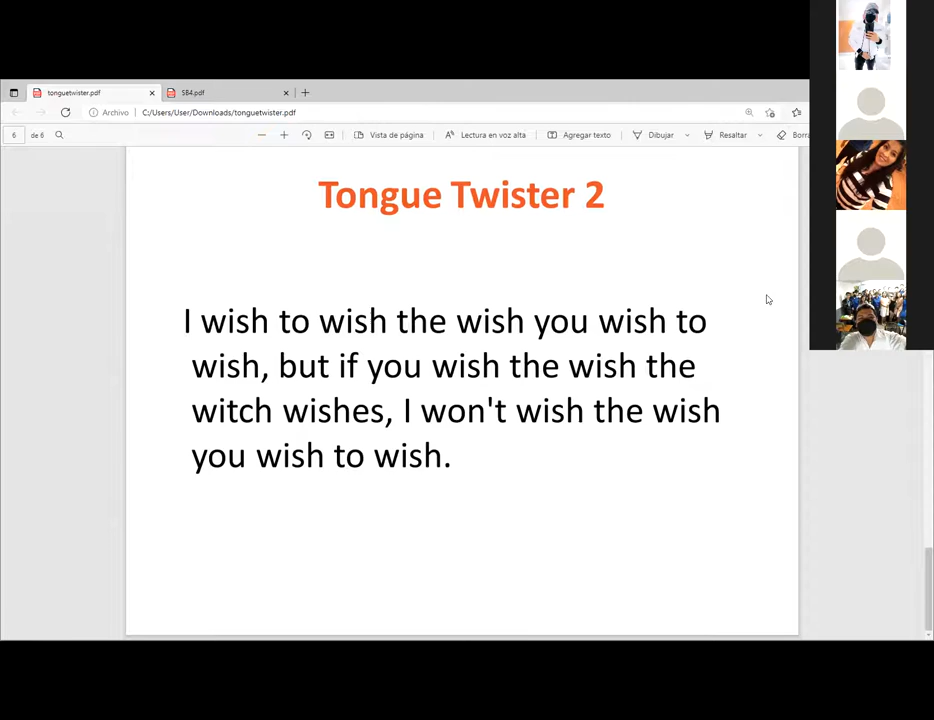 tonguetwister.pdf
SB4.pdf
Archivo
C:/Users/User/Downloads/tonguetwister.pdf
6 de 6
Vista de página
Lectura en voz alta
Agregar texto
Dibujar
Resaltar
Borra
Tongue Twister 2
I wish to wish the wish you wish to
wish, but if you wish the wish the
witch wishes, I won't wish the wish
you wish to wish.